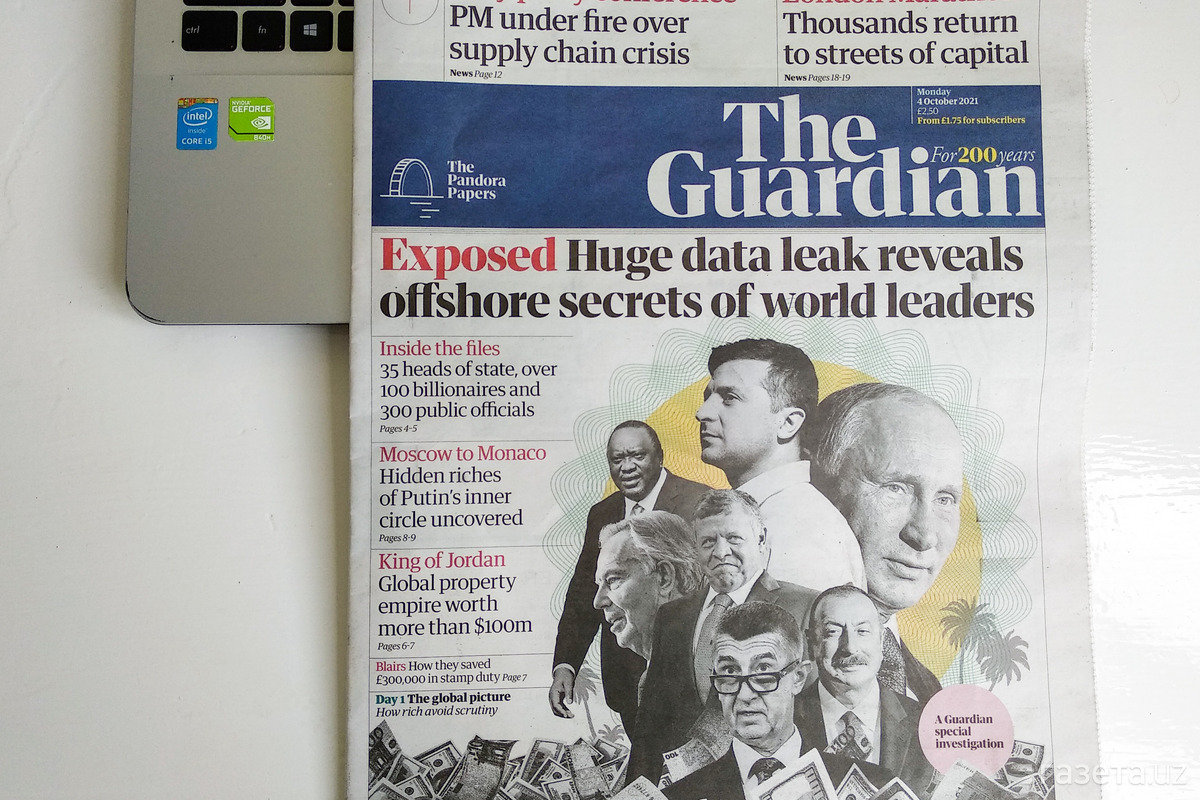 ctrl
fn
intel
inside
CORE i5
NVIDIA
GEFORCE
840M
PM under fire over
supply chain crisis
News Page 12
Thousands return
to streets of capital
News Pages 18-19
Monday
4 October 2021
£2.50
From £1.75 for subscribers
The
Guardian
For 200 years
The
Pandora
Papers
Exposed Huge data leak reveals
offshore secrets of world leaders
Inside the files
35 heads of state, over
100 billionaires and
300 public officials
Pages 4-5
Moscow to Monaco
Hidden riches
of Putin's inner
circle uncovered
Pages 8-9
King of Jordan
Global property
empire worth
more than $100m
Pages 6-7
Blairs How they saved
£300,000 in stamp duty Page 7
Day 1 The global picture
How rich avoid scrutiny
A Guardian
special
investigation
100
газета.uz